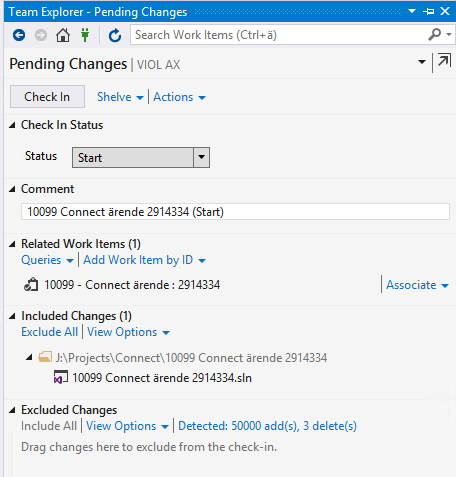 Team Explorer - Pending Changes
Search Work Items (Ctrl+ä)
Pending Changes | VIOL AX
Check In Shelve Actions
Check In Status
Status Start
Comment
10099 Connect ärende 2914334 (Start)
Related Work Items (1)
Queries Add Work Item by ID
10099 - Connect ärende : 2914334 Associate
Included Changes (1)
Exclude All View Options
J:\Projects\Connect\10099 Connect ärende 2914334
10099 Connect ärende 2914334.sln
Excluded Changes
Include All View Options Detected: 50000 add(s), 3 delete(s)
Drag changes here to exclude from the check-in.